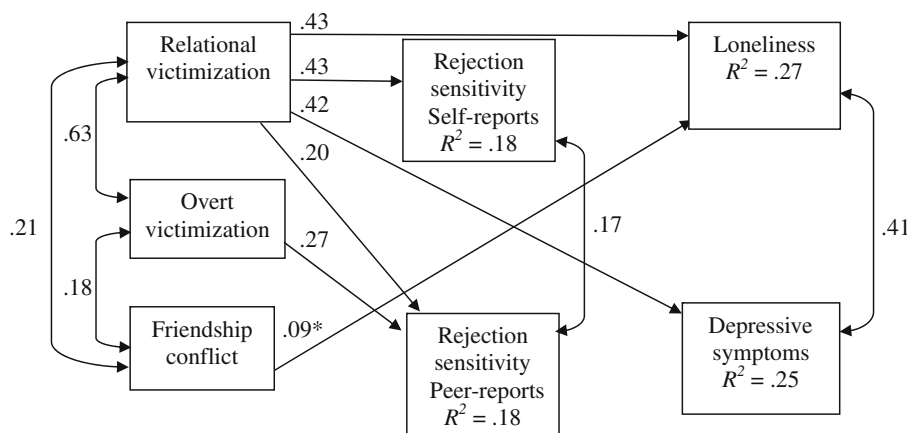 .43
Relational
victimization
.43
.42
Rejection
sensitivity
Self-reports
R² = .18
Loneliness
R² = .27
.63
.20
.21
Overt
victimization
.27
.17
.41
.18
Friendship
conflict
.09*
Rejection
sensitivity
Peer-reports
R² = .18
Depressive
symptoms
R² = .25